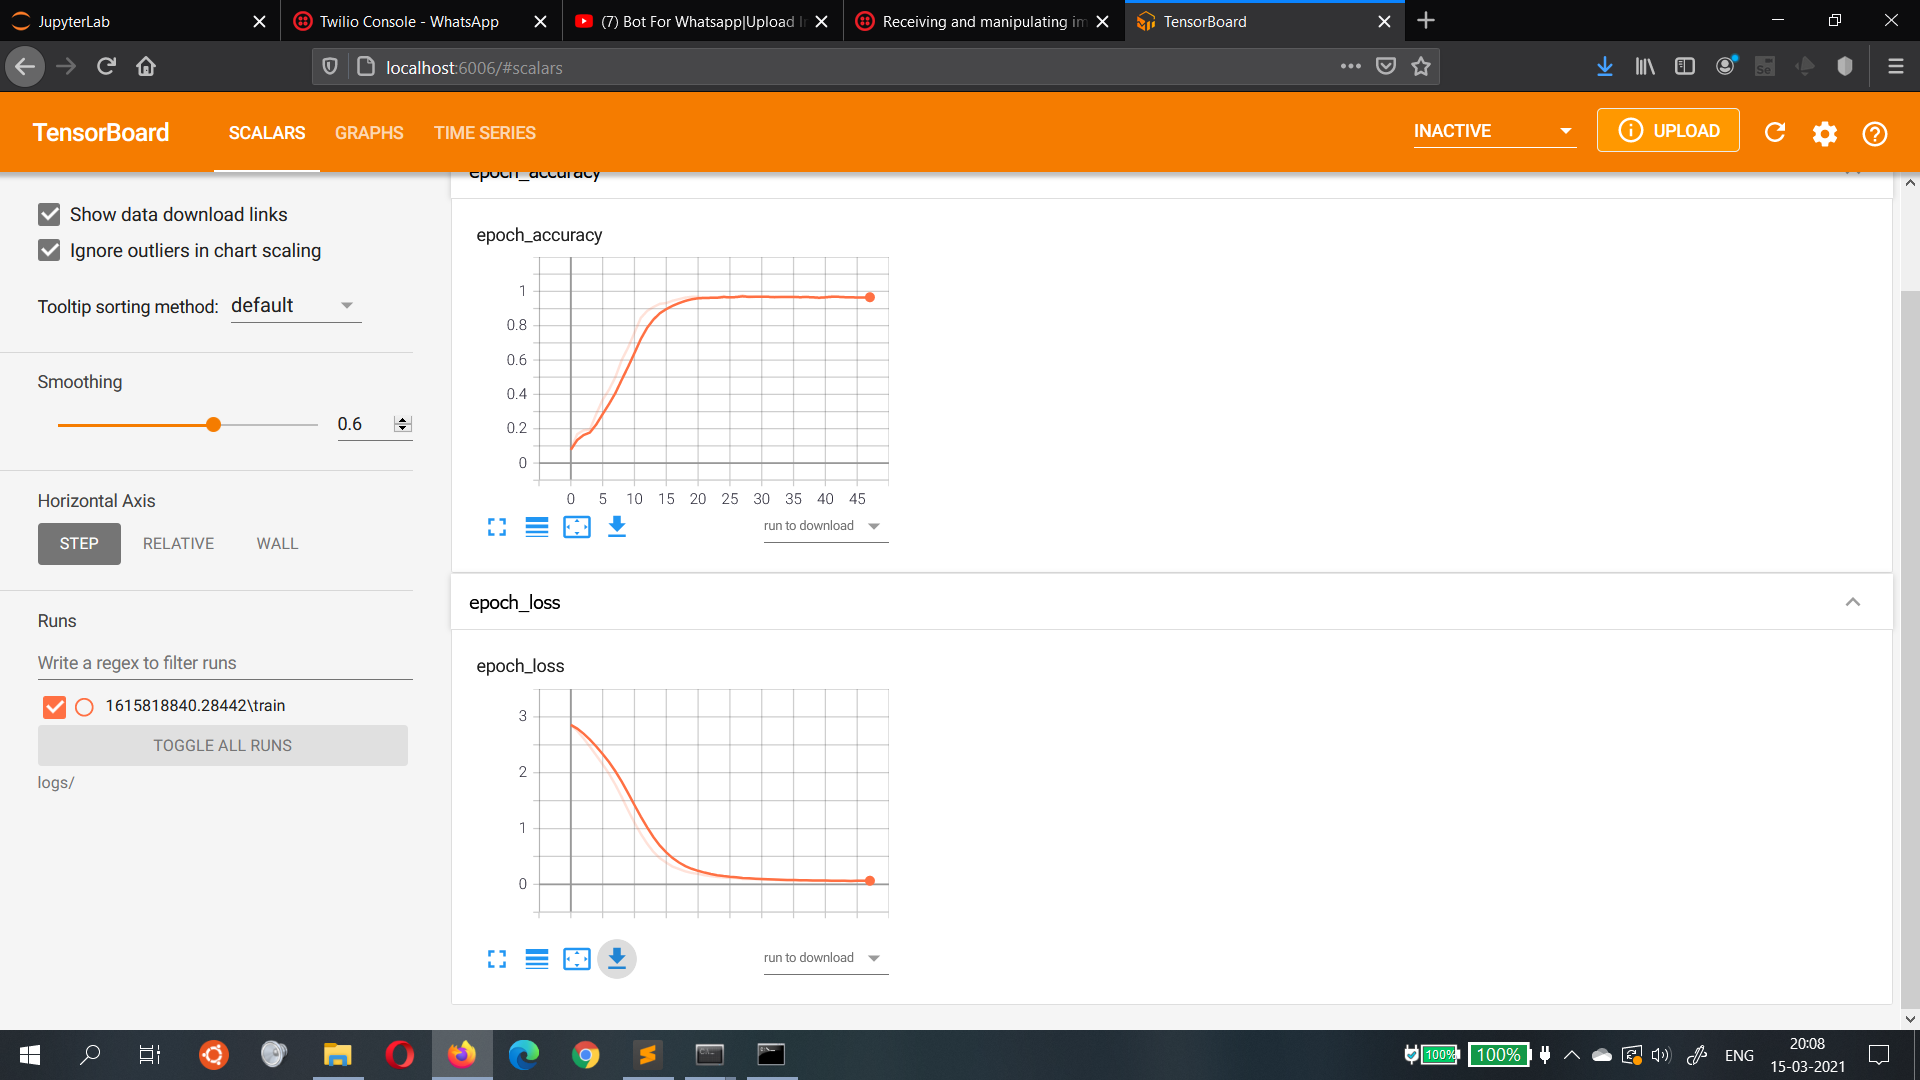 JupyterLab
Twilio Console - WhatsApp
(7) Bot For Whatsapp|Upload I
Receiving and manipulating im
TensorBoard
localhost:6006/#scalars
TensorBoard
SCALARS
GRAPHS
TIME SERIES
INACTIVE
UPLOAD
epoch_accuracy
Show data download links
Ignore outliers in chart scaling
Tooltip sorting method: default
Smoothing
0.6
Horizontal Axis
STEP
RELATIVE
WALL
Runs
Write a regex to filter runs
1615818840.28442\train
TOGGLE ALL RUNS
logs/
epoch_accuracy
1
0.8
0.6
0.4
0.2
0
0 5 10 15 20 25 30 35 40 45
run to download
epoch_loss
epoch_loss
3
2
1
0
run to download
100%
100%
ENG
20:08
15-03-2021